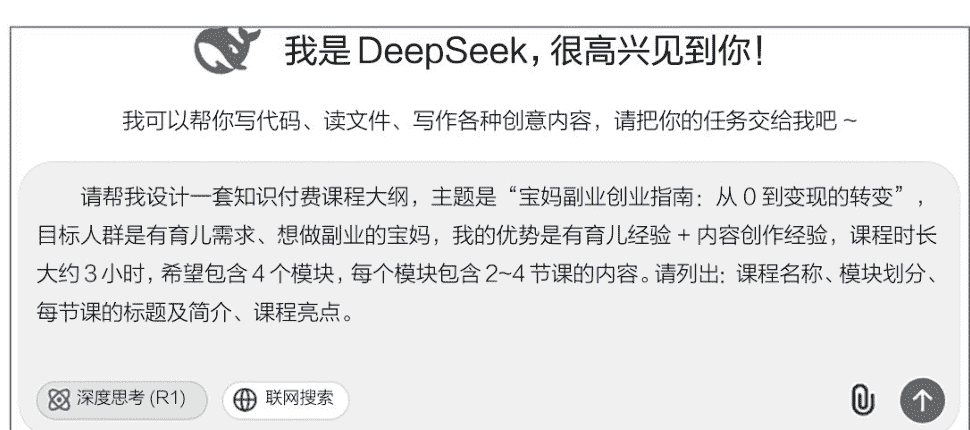 我是 DeepSeek，很高兴见到你！
我可以帮你写代码、读文件、写作各种创意内容，请把你的任务交给我吧 ~
请帮我设计一套知识付费课程大纲，主题是“宝妈副业创业指南：从 0 到变现的转变”，
目标人群是有育儿需求、想做副业的宝妈，我的优势是有育儿经验 + 内容创作经验，课程时长
大约 3 小时，希望包含 4 个模块，每个模块包含 2~4 节课的内容。请列出：课程名称、模块划分、
每节课的标题及简介、课程亮点。
深度思考 (R1) 联网搜索